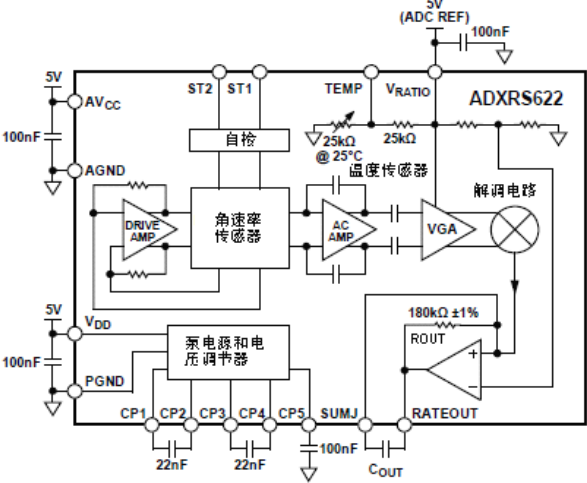 5V
(ADC REF)
100nF
5V
ST2 ST1
TEMP
VRATIO
ADXRS622
AVCC
100nF
自检
25kΩ
@ 25°C
25kΩ
AGND
温度传感器
解调电路
DRIVE
AMP
角速率
传感器
AC
AMP
VGA
5V
VDD
180kΩ ±1%
ROUT
泵电源和电
压调节器
+
−
100nF
PGND
CP1 CP2 CP3 CP4 CP5 SUMJ RATEOUT
22nF
22nF
100nF
COUT